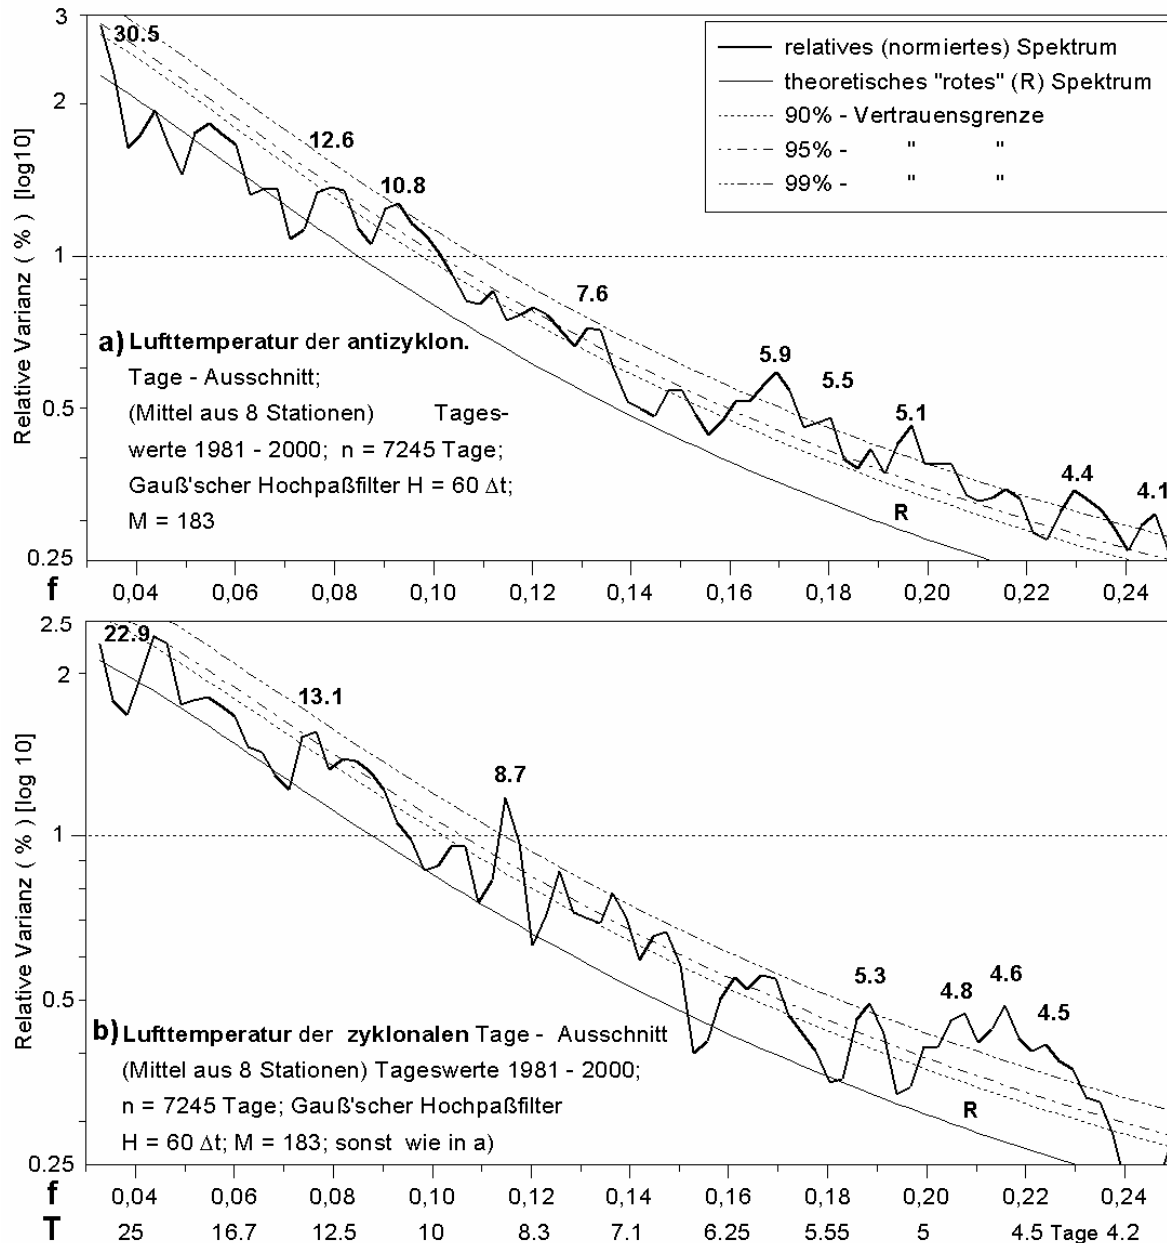 3
2
1
0.5
0.25
Relative Varianz ( % ) [log10]
30.5
12.6
10.8
7.6
5.9
5.5
5.1
4.4
4.1
relatives (normiertes) Spektrum
theoretisches "rotes" (R) Spektrum
90% - Vertrauensgrenze
95% - " "
99% - " "
a) Lufttemperatur der antizyklon.
Tage - Ausschnitt;
(Mittel aus 8 Stationen) Tages-
werte 1981 - 2000; n = 7245 Tage;
Gauß'scher Hochpaßfilter H = 60 Δt;
M = 183
R
f 0,04 0,06 0,08 0,10 0,12 0,14 0,16 0,18 0,20 0,22 0,24
2.5
2
1
0.5
0.25
Relative Varianz ( % ) [log 10]
22.9
13.1
8.7
5.3
4.8
4.6
4.5
b) Lufttemperatur der zyklonalen Tage - Ausschnitt
(Mittel aus 8 Stationen) Tageswerte 1981 - 2000;
n = 7245 Tage; Gauß'scher Hochpaßfilter
H = 60 Δt; M = 183; sonst wie in a)
R
f 0,04 0,06 0,08 0,10 0,12 0,14 0,16 0,18 0,20 0,22 0,24
T 25 16.7 12.5 10 8.3 7.1 6.25 5.55 5 4.5 Tage 4.2